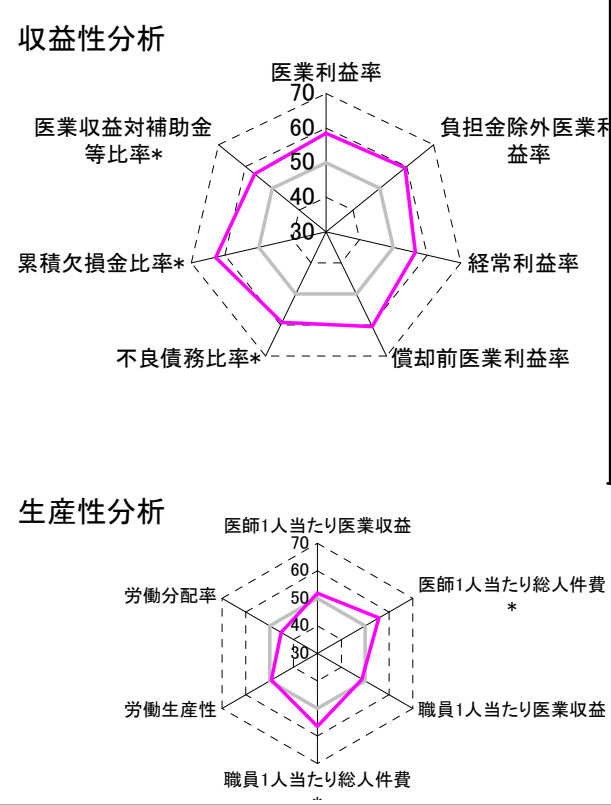 収益性分析
医業利益率
70
60
50
40
30
医業収益対補助金
等比率*
負担金除外医業利
益率
累積欠損金比率*
経常利益率
不良債務比率*
償却前医業利益率
生産性分析
医師1人当たり医業収益
70
60
50
40
30
労働分配率
医師1人当たり総人件費
*
労働生産性
職員1人当たり医業収益
職員1人当たり総人件費
*